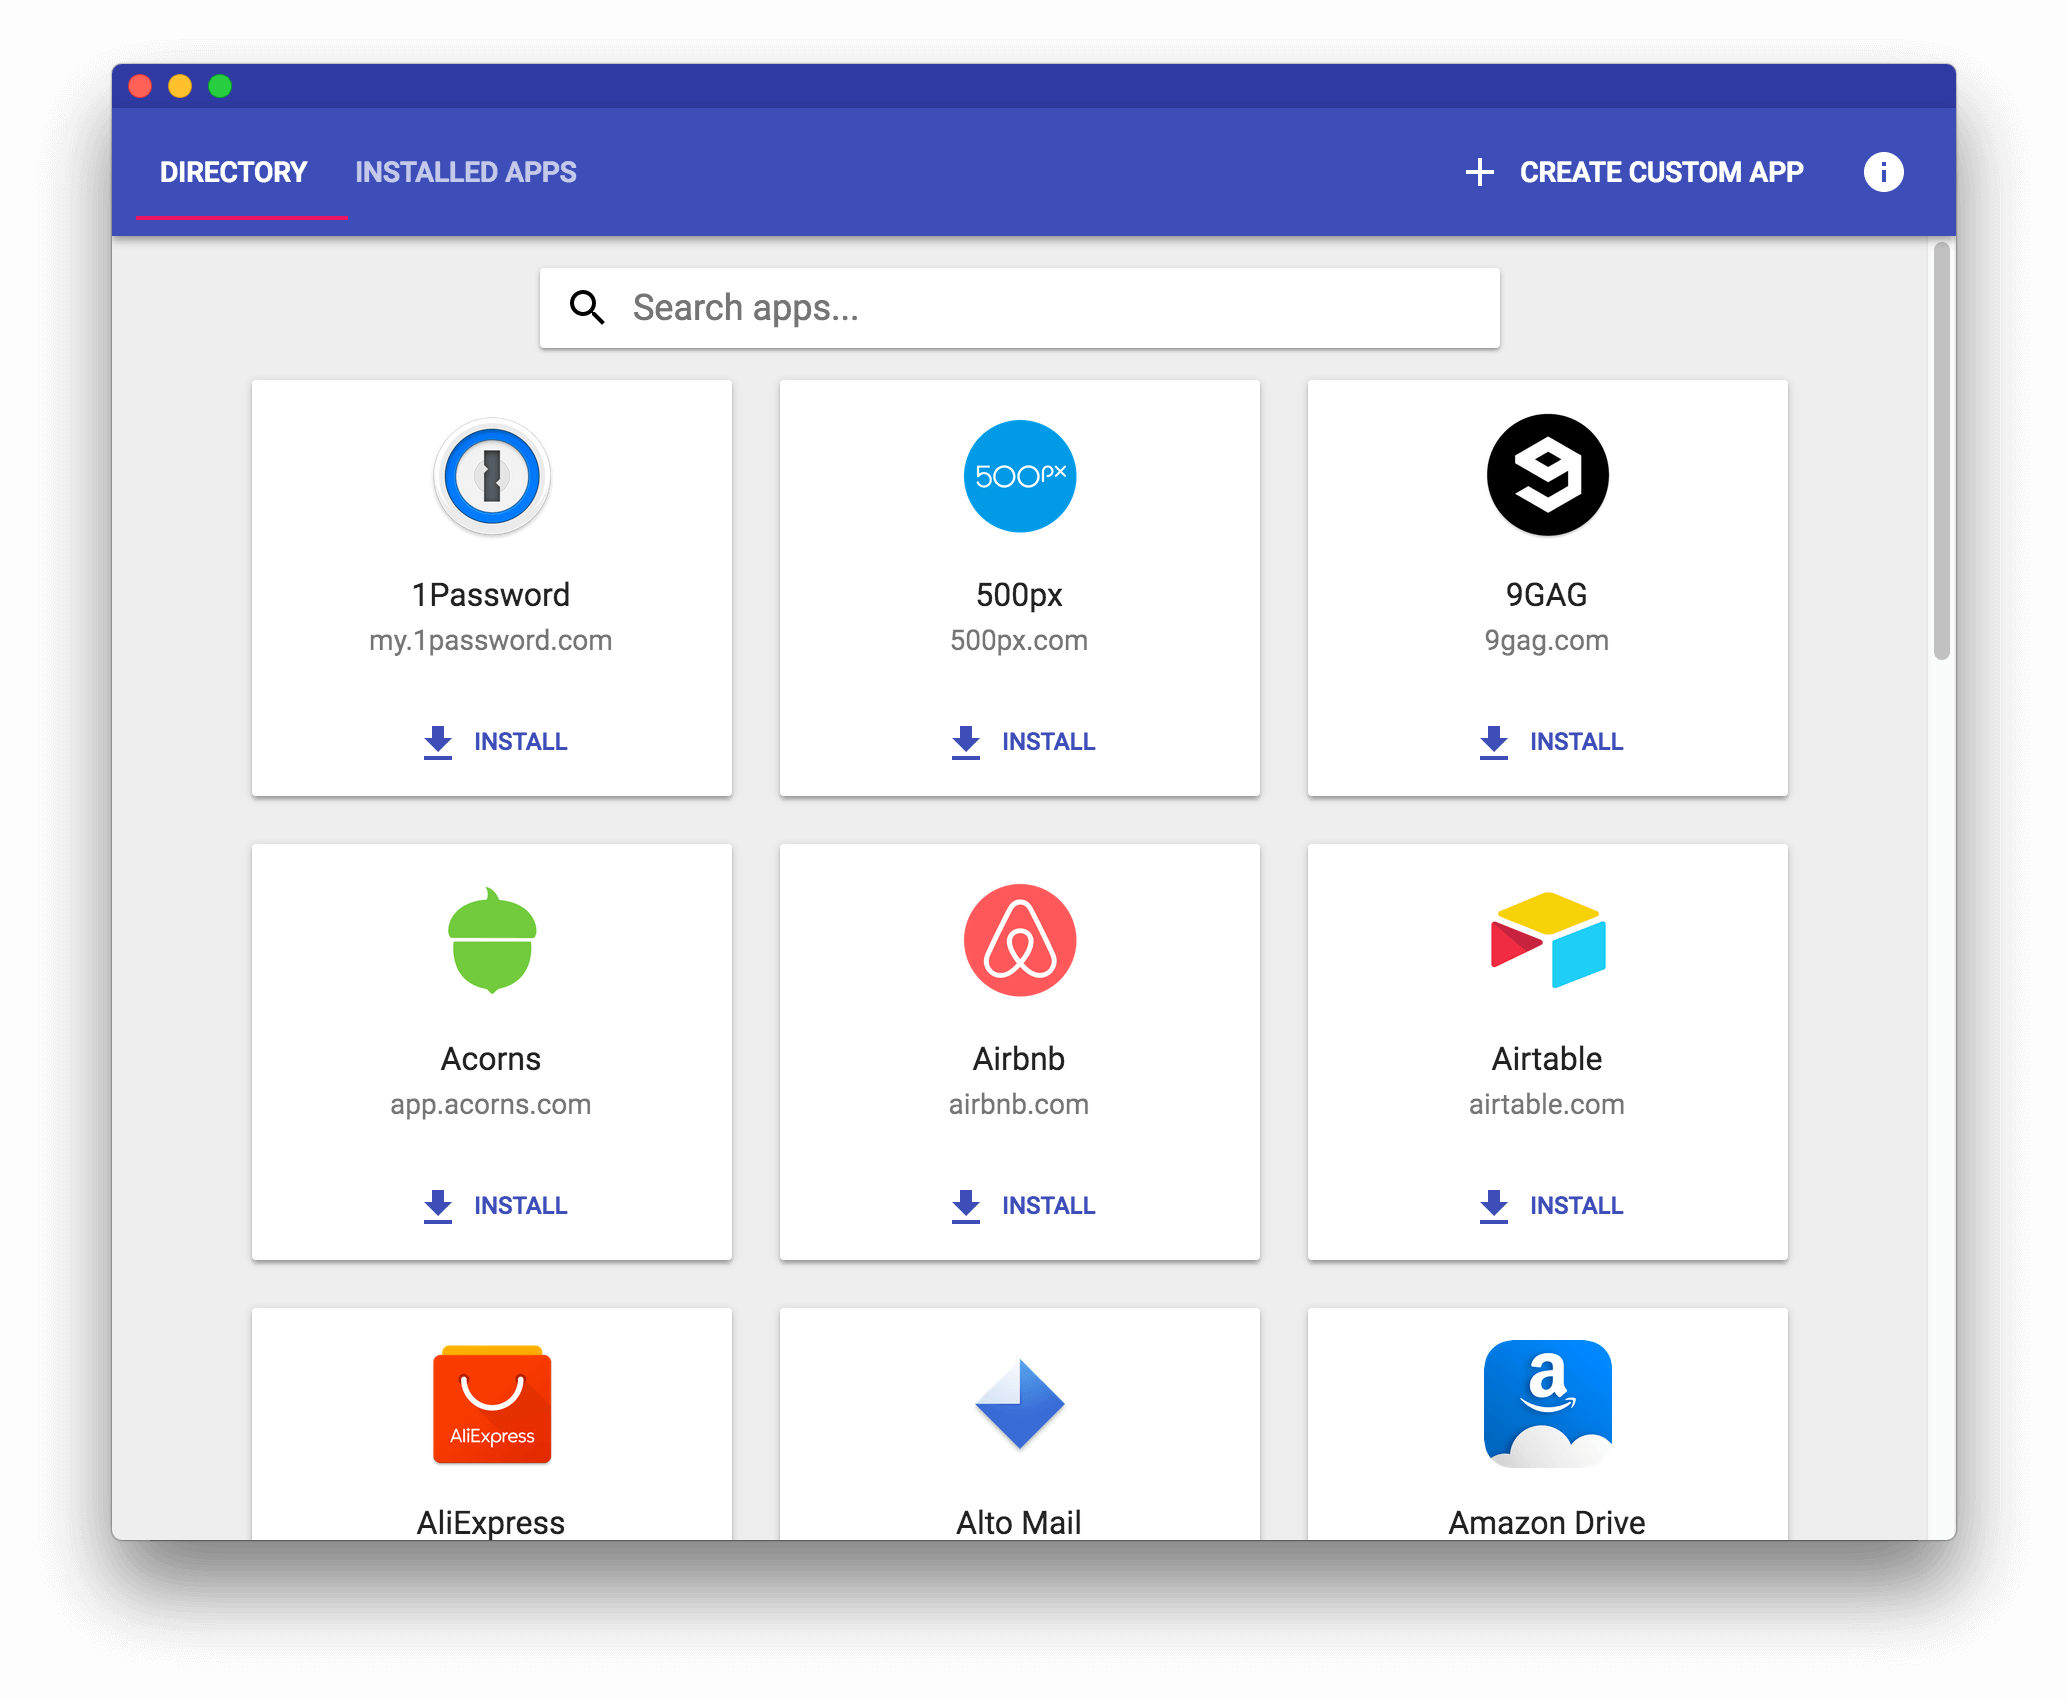 DIRECTORY INSTALLED APPS CREATE CUSTOM APP
Search apps...
500px
1Password 500px 9GAG
my.1password.com 500px.com 9gag.com
INSTALL INSTALL INSTALL
Acorns Airbnb Airtable
app.acorns.com airbnb.com airtable.com
INSTALL INSTALL INSTALL
AliExpress
AliExpress Alto Mail Amazon Drive